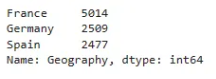 France     5014
Germany    2509
Spain      2477
Name: Geography, dtype: int64